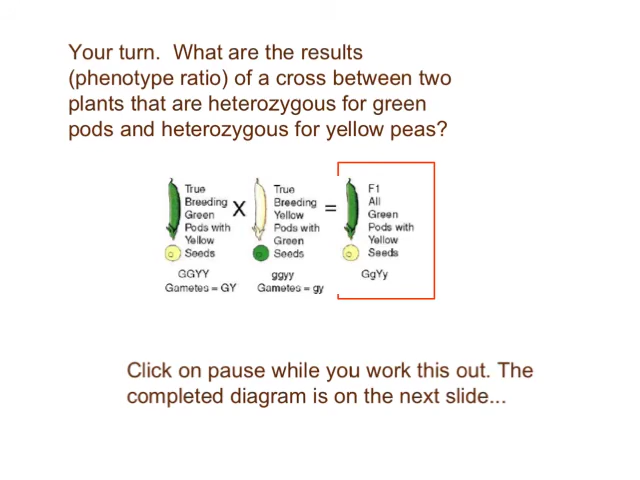 Your turn.  What are the results
(phenotype ratio) of a cross between two
plants that are heterozygous for green
pods and heterozygous for yellow peas?
True
Breeding
Green
Pods with
Yellow
Seeds
GGYY
Gametes = GY
X
True
Breeding
Yellow
Pods with
Green
Seeds
ggyy
Gametes = gy
=
F1
All
Green
Pods with
Yellow
Seeds
GgYy
Click on pause while you work this out. The
completed diagram is on the next slide...